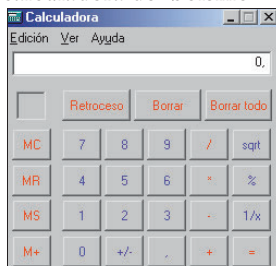 Calculadora
Edición Ver Ayuda
0,
Retroceso Borrar Borrar todo
MC 7 8 9 / sqrt
MR 4 5 6 * %
MS 1 2 3 - 1/x
M+ 0 +/- , + =